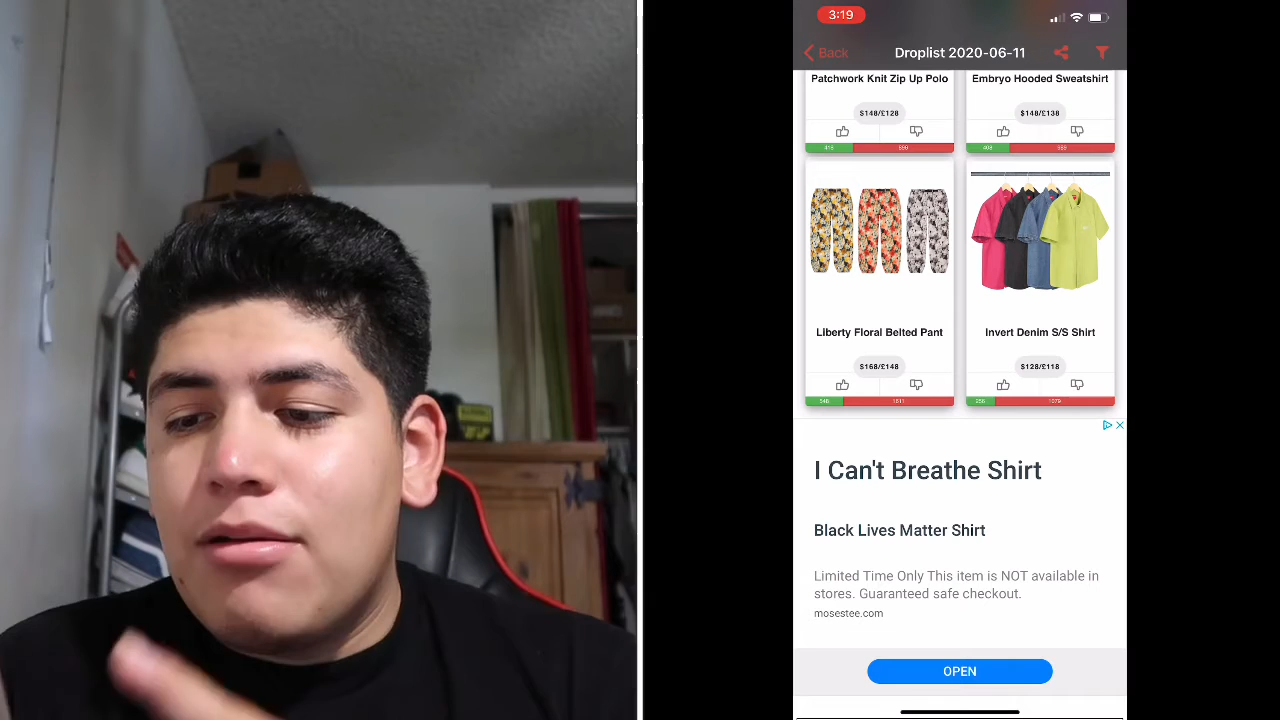 3:19
Back
Droplist 2020-06-11
Patchwork Knit Zip Up Polo
Embryo Hooded Sweatshirt
$148/£128
$148/£138
Liberty Floral Belted Pant
Invert Denim S/S Shirt
$168/£148
$128/£118
I Can't Breathe Shirt
Black Lives Matter Shirt
Limited Time Only This item is NOT available in
stores. Guaranteed safe checkout.
mosestee.com
OPEN